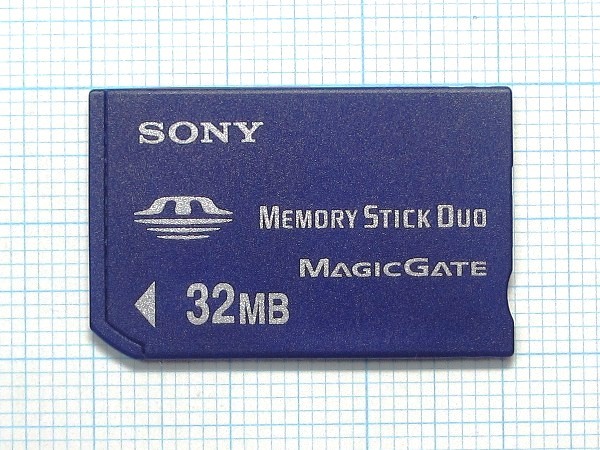 SONY
MEMORY STICK DUO
MAGICGATE
32MB